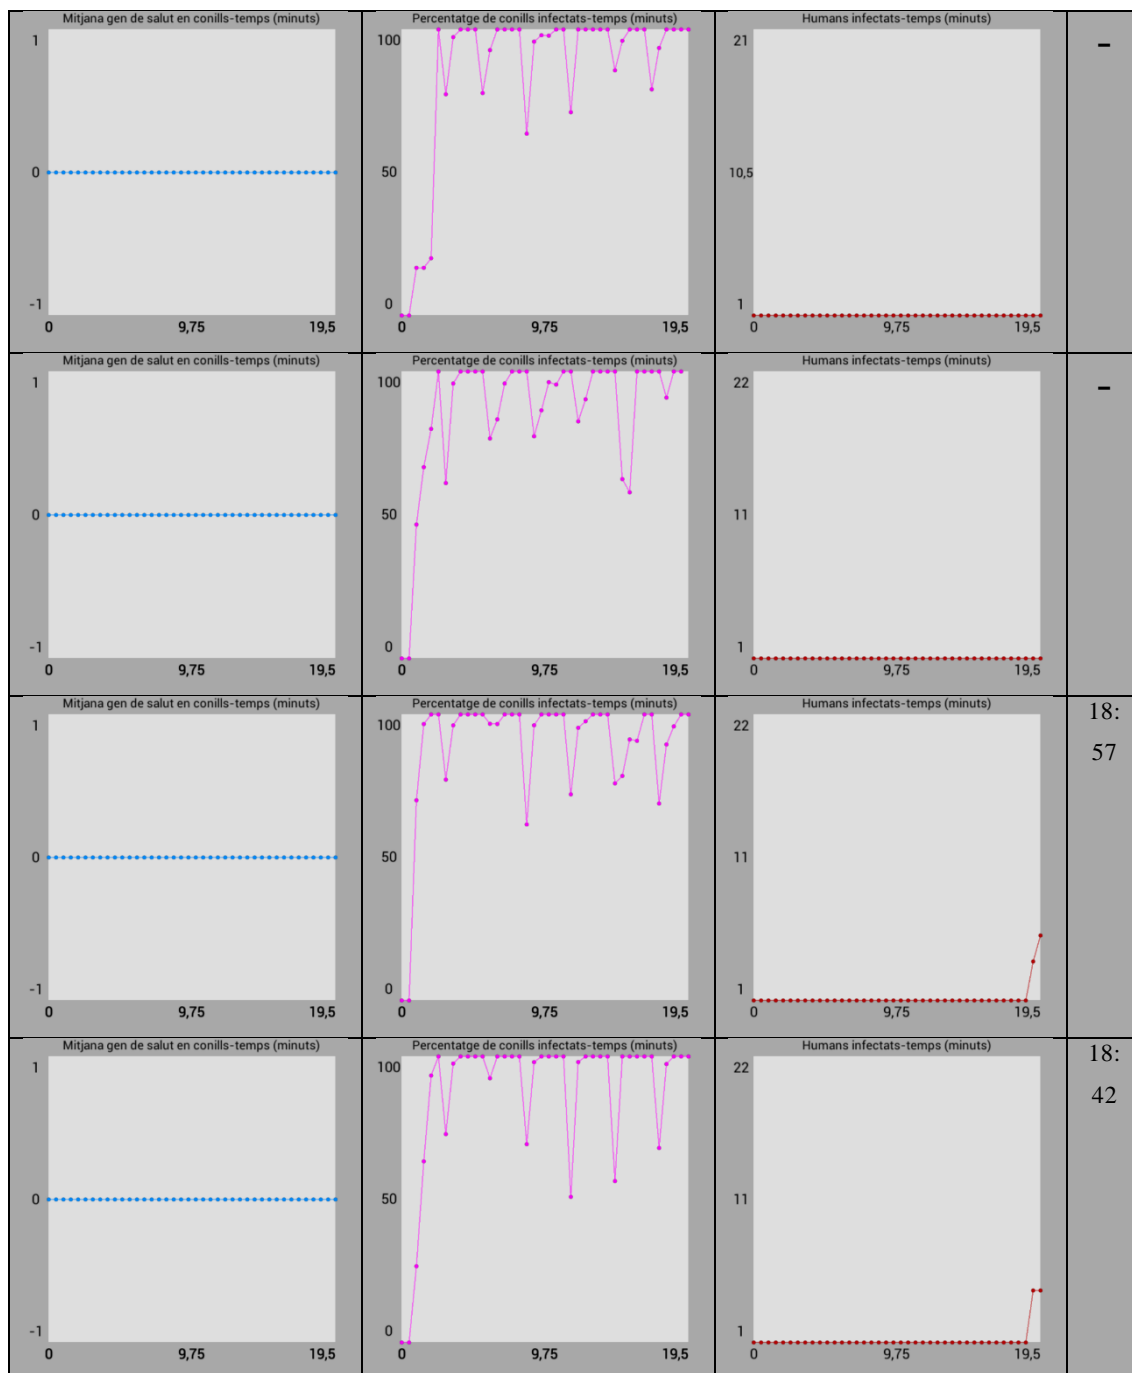 Mitjana gen de salut en conills-temps (minuts)
1
0
-1
0 9,75 19,5
Percentatge de conills infectats-temps (minuts)
100
50
0
0 9,75 19,5
Humans infectats-temps (minuts)
21
10,5
1
0 9,75 19,5
-
Mitjana gen de salut en conills-temps (minuts)
1
0
-1
0 9,75 19,5
Percentatge de conills infectats-temps (minuts)
100
50
0
0 9,75 19,5
Humans infectats-temps (minuts)
22
11
1
0 9,75 19,5
-
Mitjana gen de salut en conills-temps (minuts)
1
0
-1
0 9,75 19,5
Percentatge de conills infectats-temps (minuts)
100
50
0
0 9,75 19,5
Humans infectats-temps (minuts)
22
11
1
0 9,75 19,5
18:
57
Mitjana gen de salut en conills-temps (minuts)
1
0
-1
0 9,75 19,5
Percentatge de conills infectats-temps (minuts)
100
50
0
0 9,75 19,5
Humans infectats-temps (minuts)
22
11
1
0 9,75 19,5
18:
42